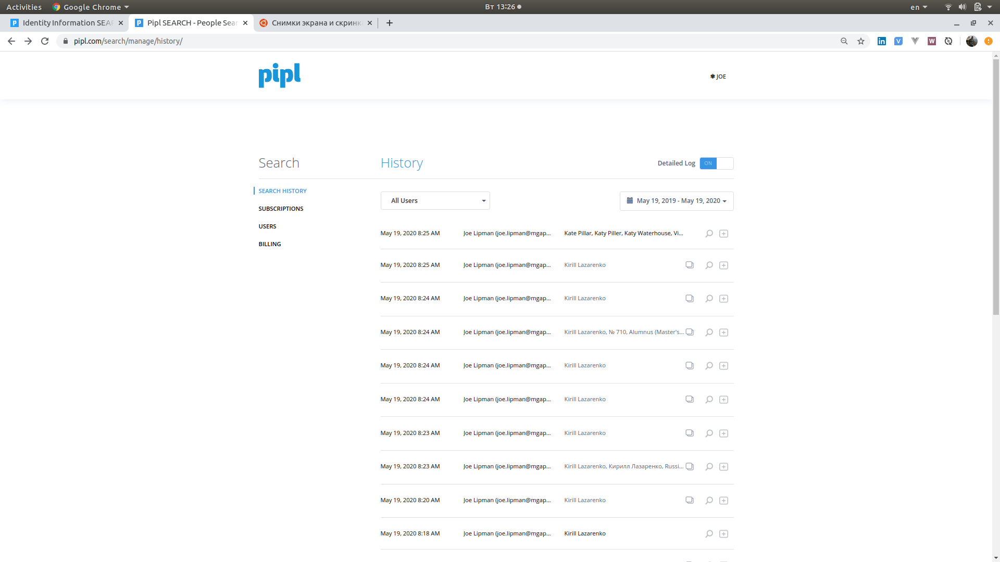 Activities Google Chrome Вт 13:26 en
Identity Information SEAR Pipl SEARCH - People Sear Снимки экрана и скринка
pipl.com/search/manage/history/
pipl
JOE
Search History Detailed Log ON
SEARCH HISTORY
SUBSCRIPTIONS
USERS
BILLING
All Users May 19, 2019 - May 19, 2020
May 19, 2020 8:25 AM Joe Lipman (joe.lipman@mgap... Kate Pillar, Katy Piller, Katy Waterhouse, Vi...
May 19, 2020 8:25 AM Joe Lipman (joe.lipman@mgap... Kirill Lazarenko
May 19, 2020 8:24 AM Joe Lipman (joe.lipman@mgap... Kirill Lazarenko
May 19, 2020 8:24 AM Joe Lipman (joe.lipman@mgap... Kirill Lazarenko, № 710, Alumnus (Master's...
May 19, 2020 8:24 AM Joe Lipman (joe.lipman@mgap... Kirill Lazarenko
May 19, 2020 8:24 AM Joe Lipman (joe.lipman@mgap... Kirill Lazarenko
May 19, 2020 8:23 AM Joe Lipman (joe.lipman@mgap... Kirill Lazarenko
May 19, 2020 8:23 AM Joe Lipman (joe.lipman@mgap... Kirill Lazarenko, Кирилл Лазаренко, Russi...
May 19, 2020 8:20 AM Joe Lipman (joe.lipman@mgap... Kirill Lazarenko
May 19, 2020 8:18 AM Joe Lipman (joe.lipman@mgap... Kirill Lazarenko